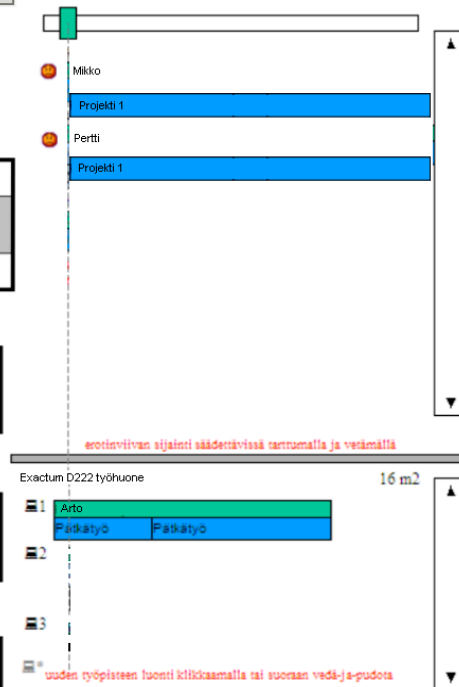 Mikko
Projekti 1
Pertti
Projekti 1
erotinviivan sijainti säädettävissä tarttumalla ja vetämällä
Exactum D222 työhuone 16 m2
1 Arto
Pätkätyö Pätkätyö
2
3
*
uuden työpisteen luonti klikkaamalla tai suoraan vedä-ja-pudota